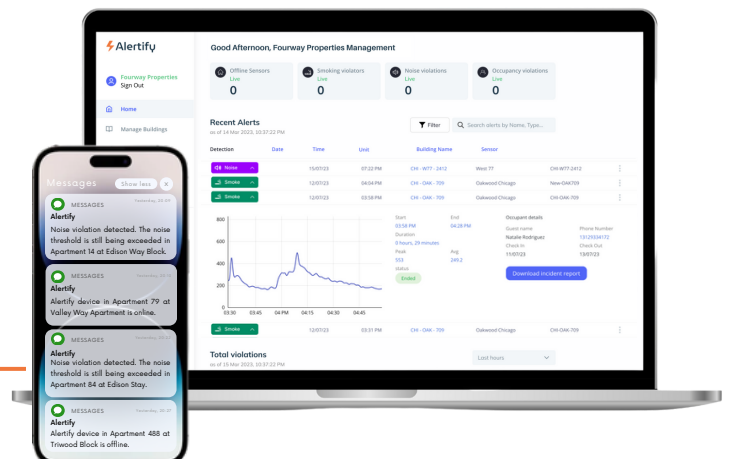 Alertify
Good Afternoon, Fourway Properties Management
Fourway Properties
Sign Out
Home
Manage Buildings
Offline Sensors
Live
0
Smoking violators
Live
0
Noise violations
Live
0
Occupancy violations
Live
0
Recent Alerts
as of 14 Mar 2023, 10:37:22 PM
Filter
Search alerts by Name, Type...
Detection Date Time Unit Building Name Sensor
Noise 15/07/23 07:22 PM CHI - W77 - 2412 West 77 CHI-W77-2412
Smoke 12/07/23 04:04 PM CHI - OAK - 709 Oakwood Chicago New-OAK709
Smoke 12/07/23 03:58 PM CHI - OAK - 709 Oakwood Chicago CHI-OAK-709
800
600
400
200
0
03:30 03:45 04 PM 04:15 04:30 04:45
Start End
03:58 PM 04:28 PM
Duration
0 hours, 29 minutes
Peak Avg
553 249.2
status
Ended
Occupant details
Guest name Phone Number
Natalie Rodriguez 13129334172
Check-In Check-Out
11/07/23 13/07/23
Download incident report
Smoke 12/07/23 03:31 PM CHI - OAK - 709 Oakwood Chicago CHI-OAK-709
Total violations
as of 15 Mar 2023, 10:37:22 PM
Last hours
Messages Show less x
MESSAGES
Alertify
Noise violation detected. The noise
threshold is still being exceeded in
Apartment 14 at Edison Way Block.
MESSAGES
Alertify
Alertify device in Apartment 79 at
Valley Way Apartment is online.
MESSAGES
Alertify
Noise violation detected. The noise
threshold is still being exceeded in
Apartment 84 at Edison Stay.
MESSAGES
Alertify
Alertify device in Apartment 488 at
Triwood Block is offline.